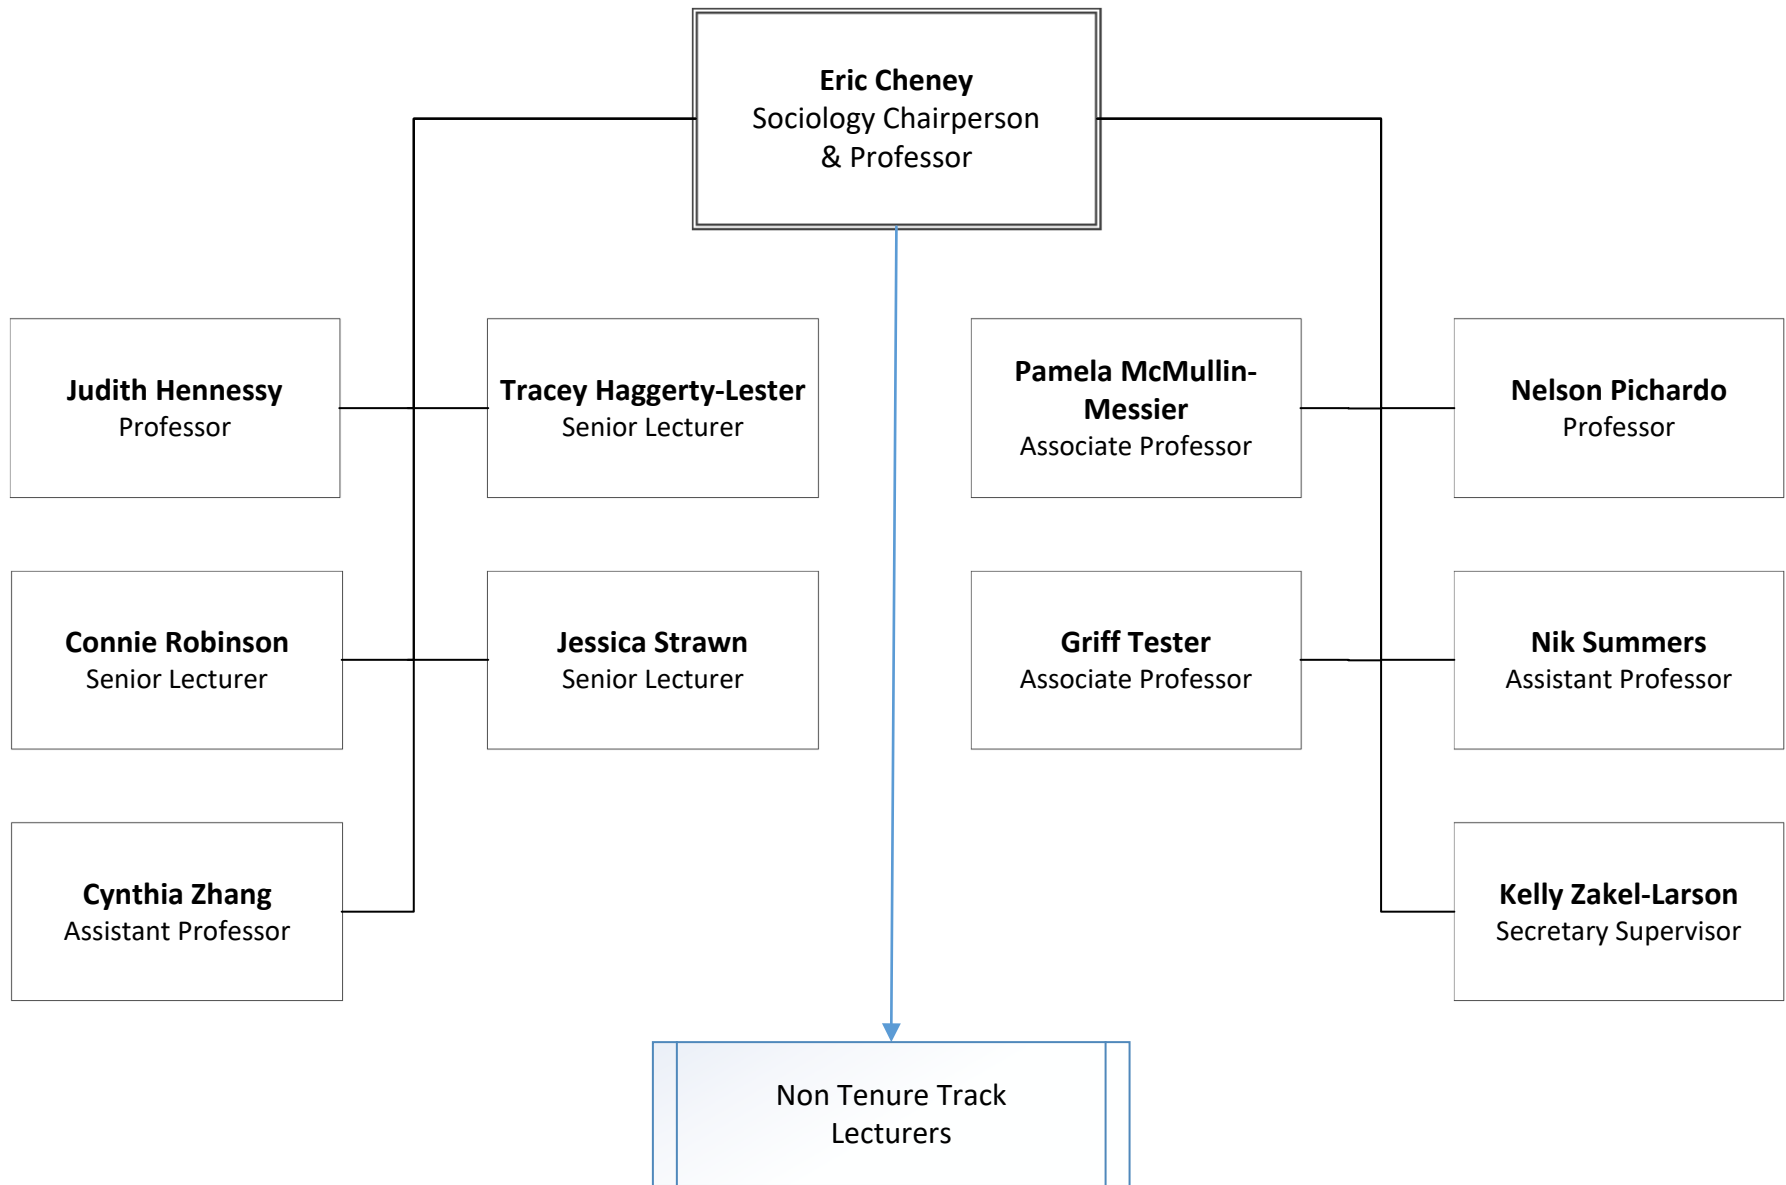 Eric Cheney
Sociology Chairperson
& Professor
Judith Hennessy
Professor
Tracey Haggerty-Lester
Senior Lecturer
Pamela McMullin-
Messier
Associate Professor
Nelson Pichardo
Professor
Connie Robinson
Senior Lecturer
Jessica Strawn
Senior Lecturer
Griff Tester
Associate Professor
Nik Summers
Assistant Professor
Cynthia Zhang
Assistant Professor
Kelly Zakel-Larson
Secretary Supervisor
Non Tenure Track
Lecturers